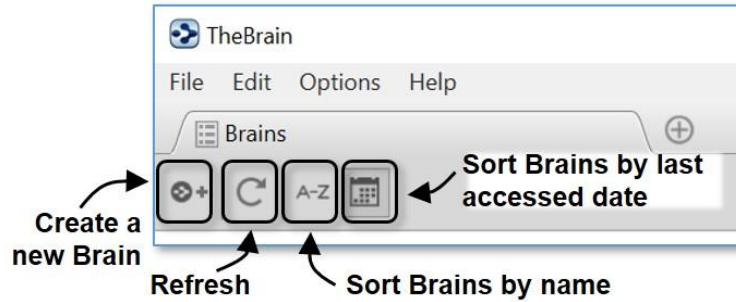 TheBrain
File Edit Options Help
Brains
A-Z
Sort Brains by last
accessed date
Create a
new Brain
Refresh
Sort Brains by name